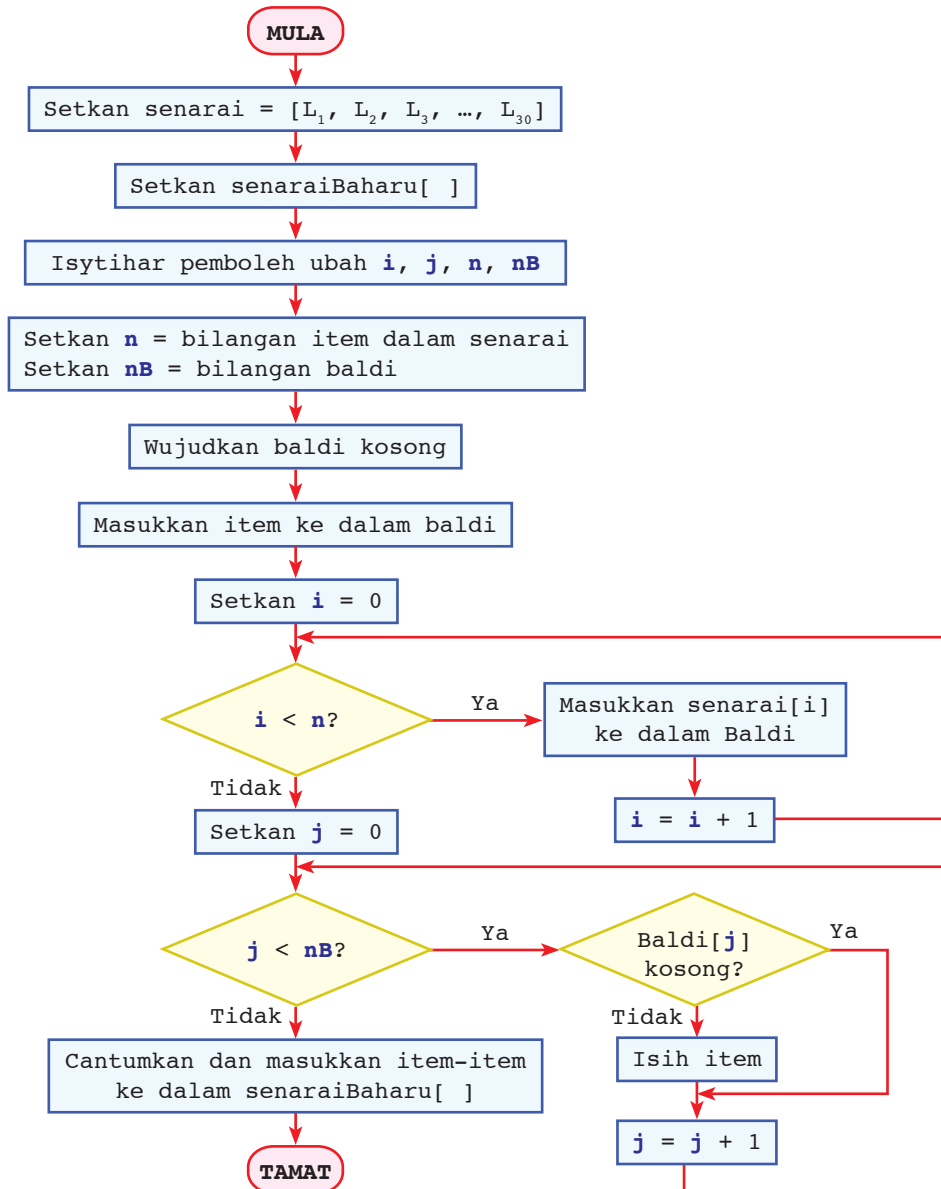 MULA
Setkan senarai = [L₁, L₂, L₃, …, L₃₀]
Setkan senaraiBaharu[ ]
Isytihar pemboleh ubah i, j, n, nB
Setkan n = bilangan item dalam senarai
Setkan nB = bilangan baldi
Wujudkan baldi kosong
Masukkan item ke dalam baldi
Setkan i = 0
i < n?
Ya
Masukkan senarai[i]
ke dalam Baldi
i = i + 1
Tidak
Setkan j = 0
j < nB?
Ya
Baldi[j]
kosong?
Ya
Tidak
Isih item
j = j + 1
Tidak
Cantumkan dan masukkan item-item
ke dalam senaraiBaharu[ ]
TAMAT